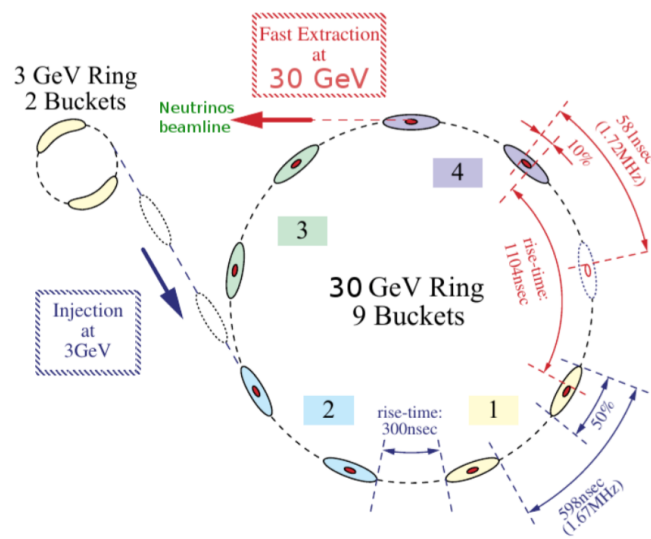 Fast Extraction
at
30 GeV
3 GeV Ring
2 Buckets
Neutrinos
beamline
581nsec
(1.72MHz)
10%
4
3
rise-time:
1104nsec
30 GeV Ring
9 Buckets
Injection
at
3GeV
2
rise-time:
300nsec
1
50%
598nsec
(1.67MHz)